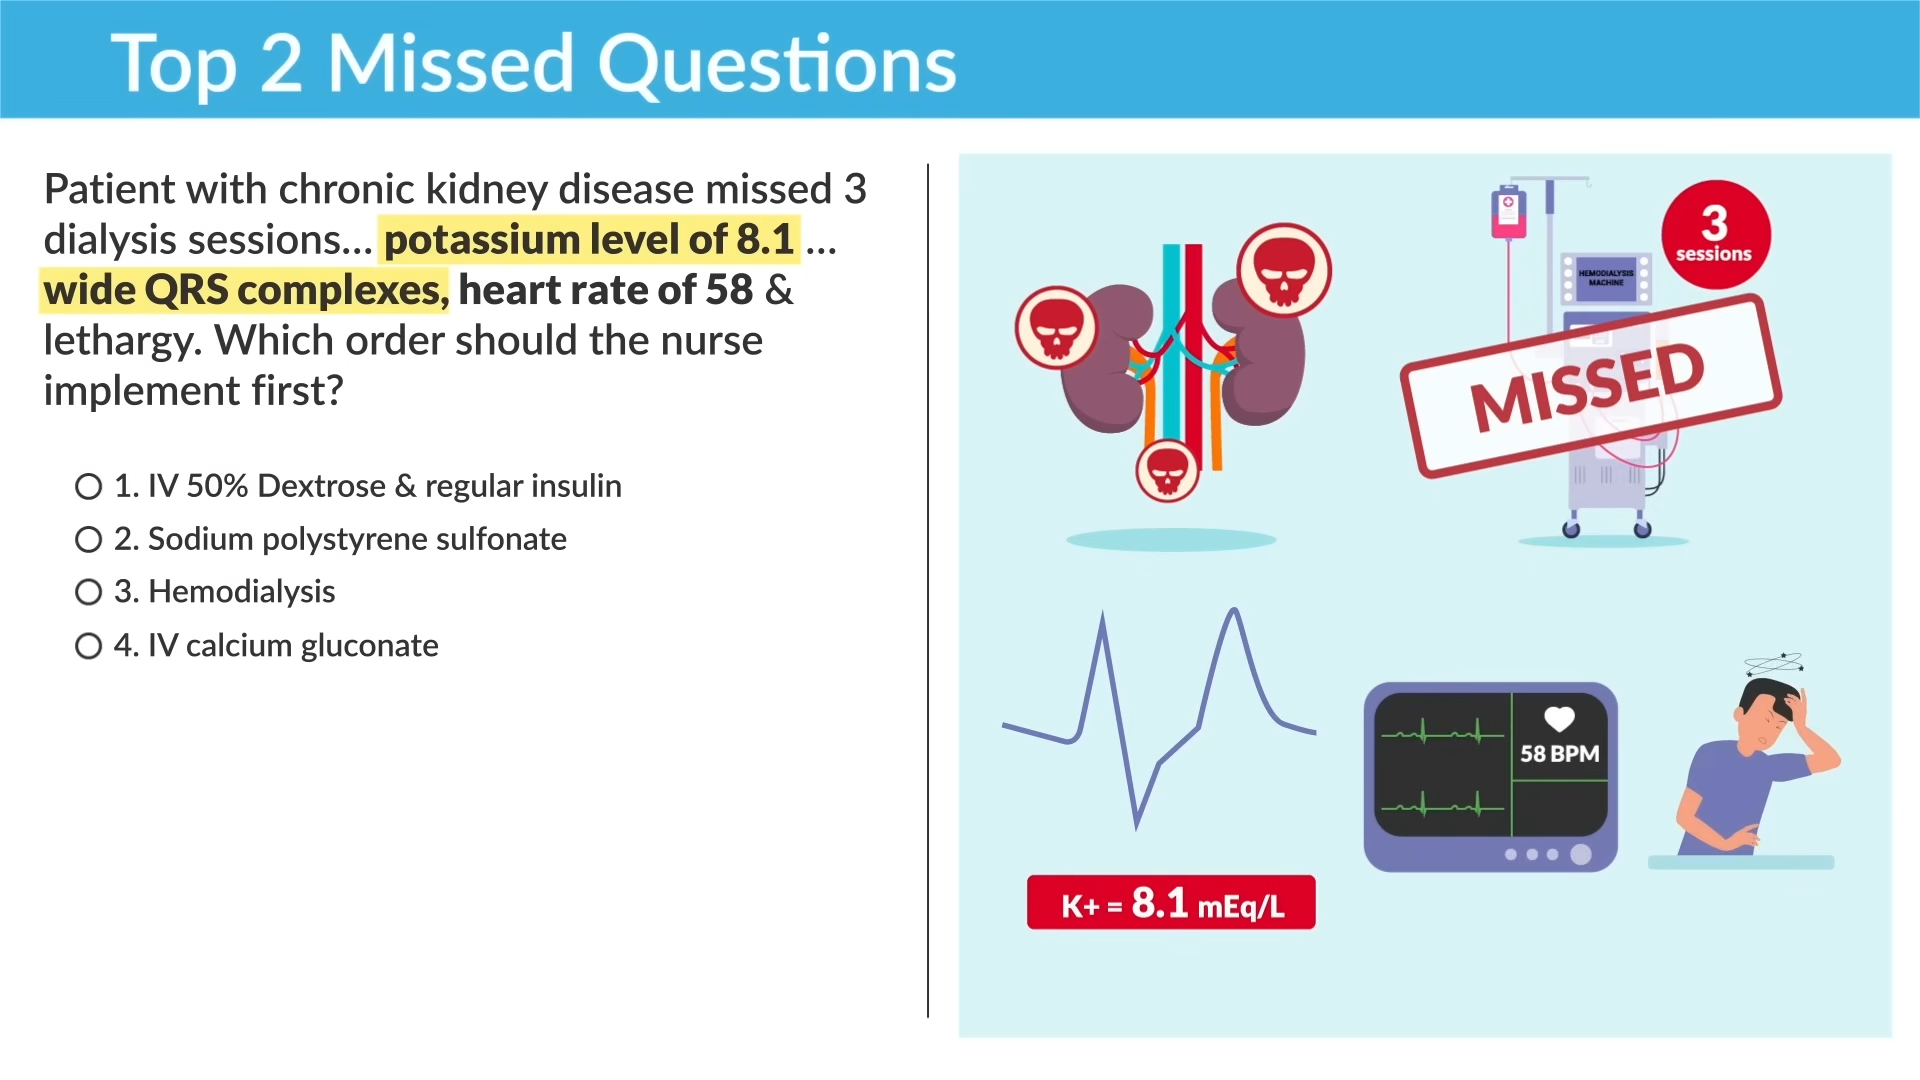 Top 2 Missed Questions
Patient with chronic kidney disease missed 3
dialysis sessions... potassium level of 8.1 ...
wide QRS complexes, heart rate of 58 &
lethargy. Which order should the nurse
implement first?
1. IV 50% Dextrose & regular insulin
2. Sodium polystyrene sulfonate
3. Hemodialysis
4. IV calcium gluconate
3
sessions
HEMODIALYSIS
MACHINE
MISSED
58 BPM
K+ = 8.1 mEq/L